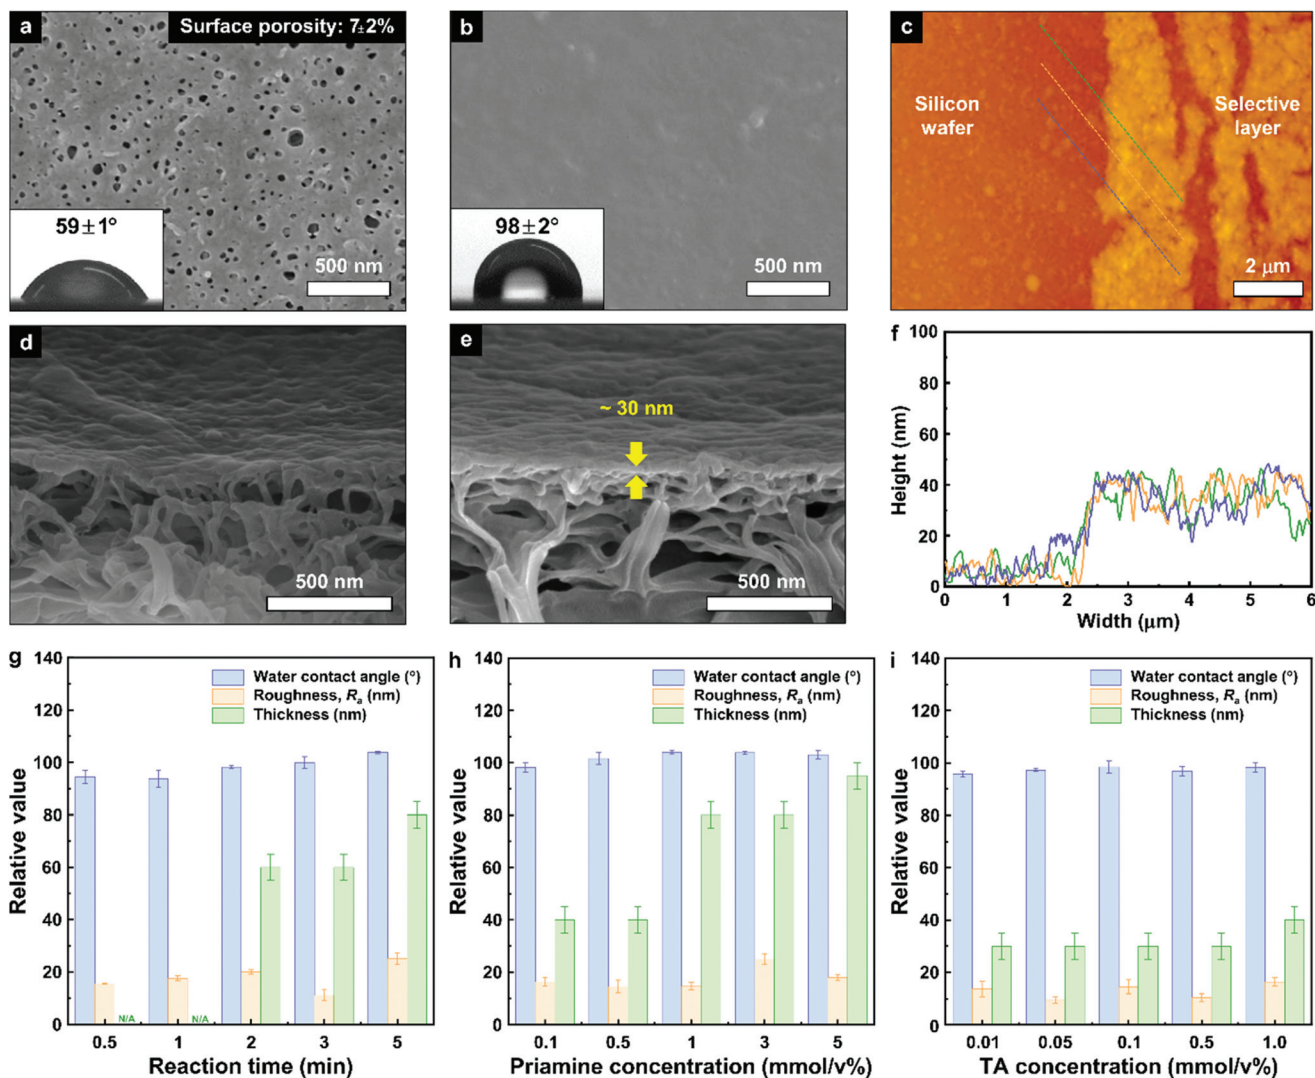 a
Surface porosity: 7±2%
59±1°
500 nm
b
98±2°
500 nm
c
Silicon
wafer
Selective
layer
2 μm
d
500 nm
e
~ 30 nm
500 nm
f
100
80
60
40
20
0
Height (nm)
0 1 2 3 4 5 6
Width (μm)
g
140
120
100
80
60
40
20
0
Relative value
Water contact angle (°)
Roughness, Ra (nm)
Thickness (nm)
N/A
N/A
0.5 1 2 3 5
Reaction time (min)
h
140
120
100
80
60
40
20
0
Relative value
Water contact angle (°)
Roughness, Ra (nm)
Thickness (nm)
0.1 0.5 1 3 5
Priamine concentration (mmol/v%)
i
140
120
100
80
60
40
20
0
Relative value
Water contact angle (°)
Roughness, Ra (nm)
Thickness (nm)
0.01 0.05 0.1 0.5 1.0
TA concentration (mmol/v%)